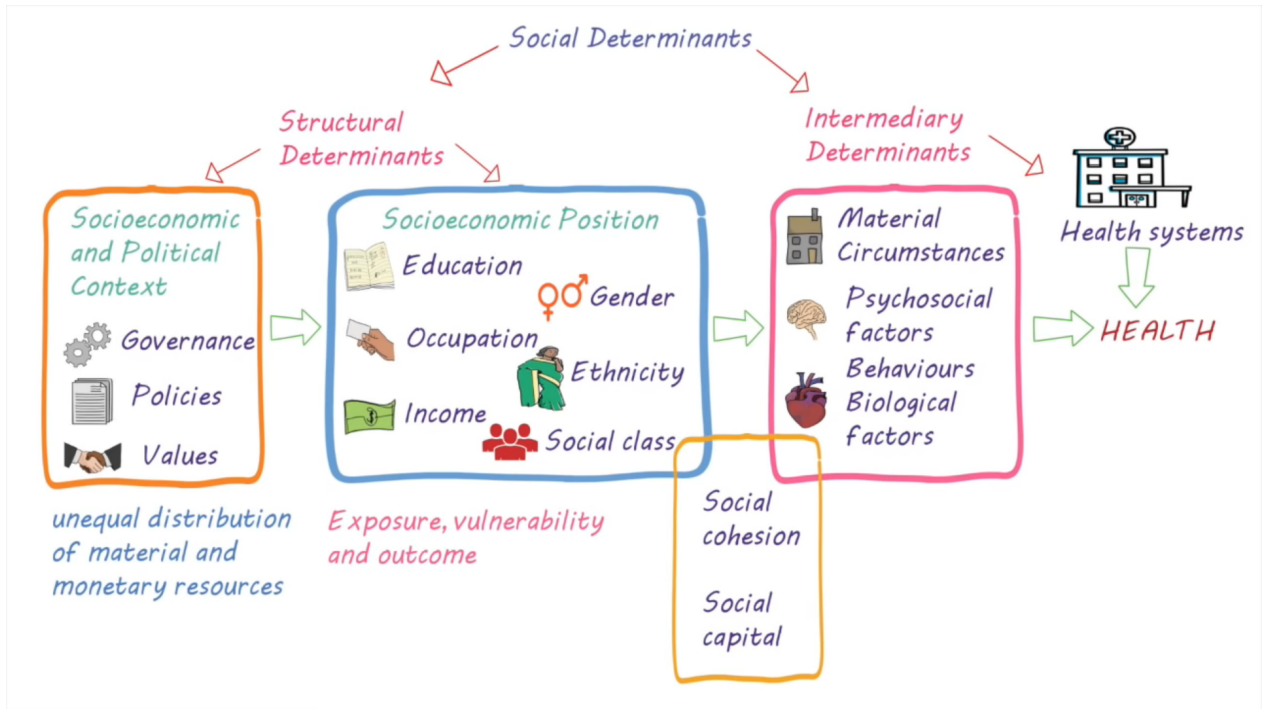 Social Determinants
Structural
Determinants
Intermediary
Determinants
Socioeconomic
and Political
Context
Governance
Policies
Values
unequal distribution
of material and
monetary resources
Socioeconomic Position
Education
Gender
Occupation
Ethnicity
Income
Social class
Exposure, vulnerability
and outcome
Material
Circumstances
Psychosocial
factors
Behaviours
Biological
factors
Social
cohesion
Social
capital
Health systems
HEALTH